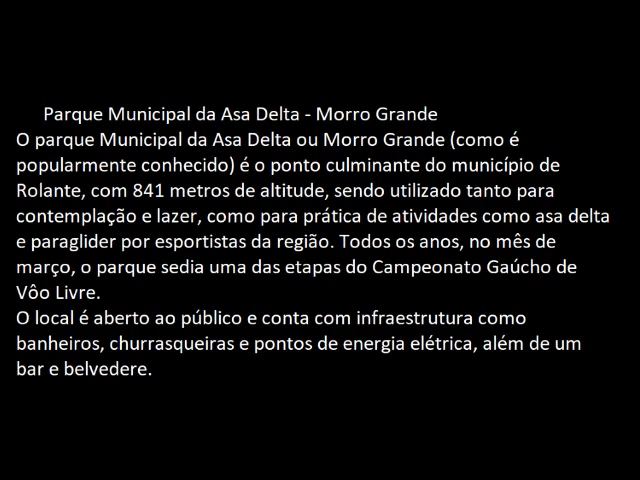 Parque Municipal da Asa Delta - Morro Grande
O parque Municipal da Asa Delta ou Morro Grande (como é
popularmente conhecido) é o ponto culminante do município de
Rolante, com 841 metros de altitude, sendo utilizado tanto para
contemplação e lazer, como para prática de atividades como asa delta
e paraglider por esportistas da região. Todos os anos, no mês de
março, o parque sedia uma das etapas do Campeonato Gaúcho de
Vôo Livre.
O local é aberto ao público e conta com infraestrutura como
banheiros, churrasqueiras e pontos de energia elétrica, além de um
bar e belvedere.